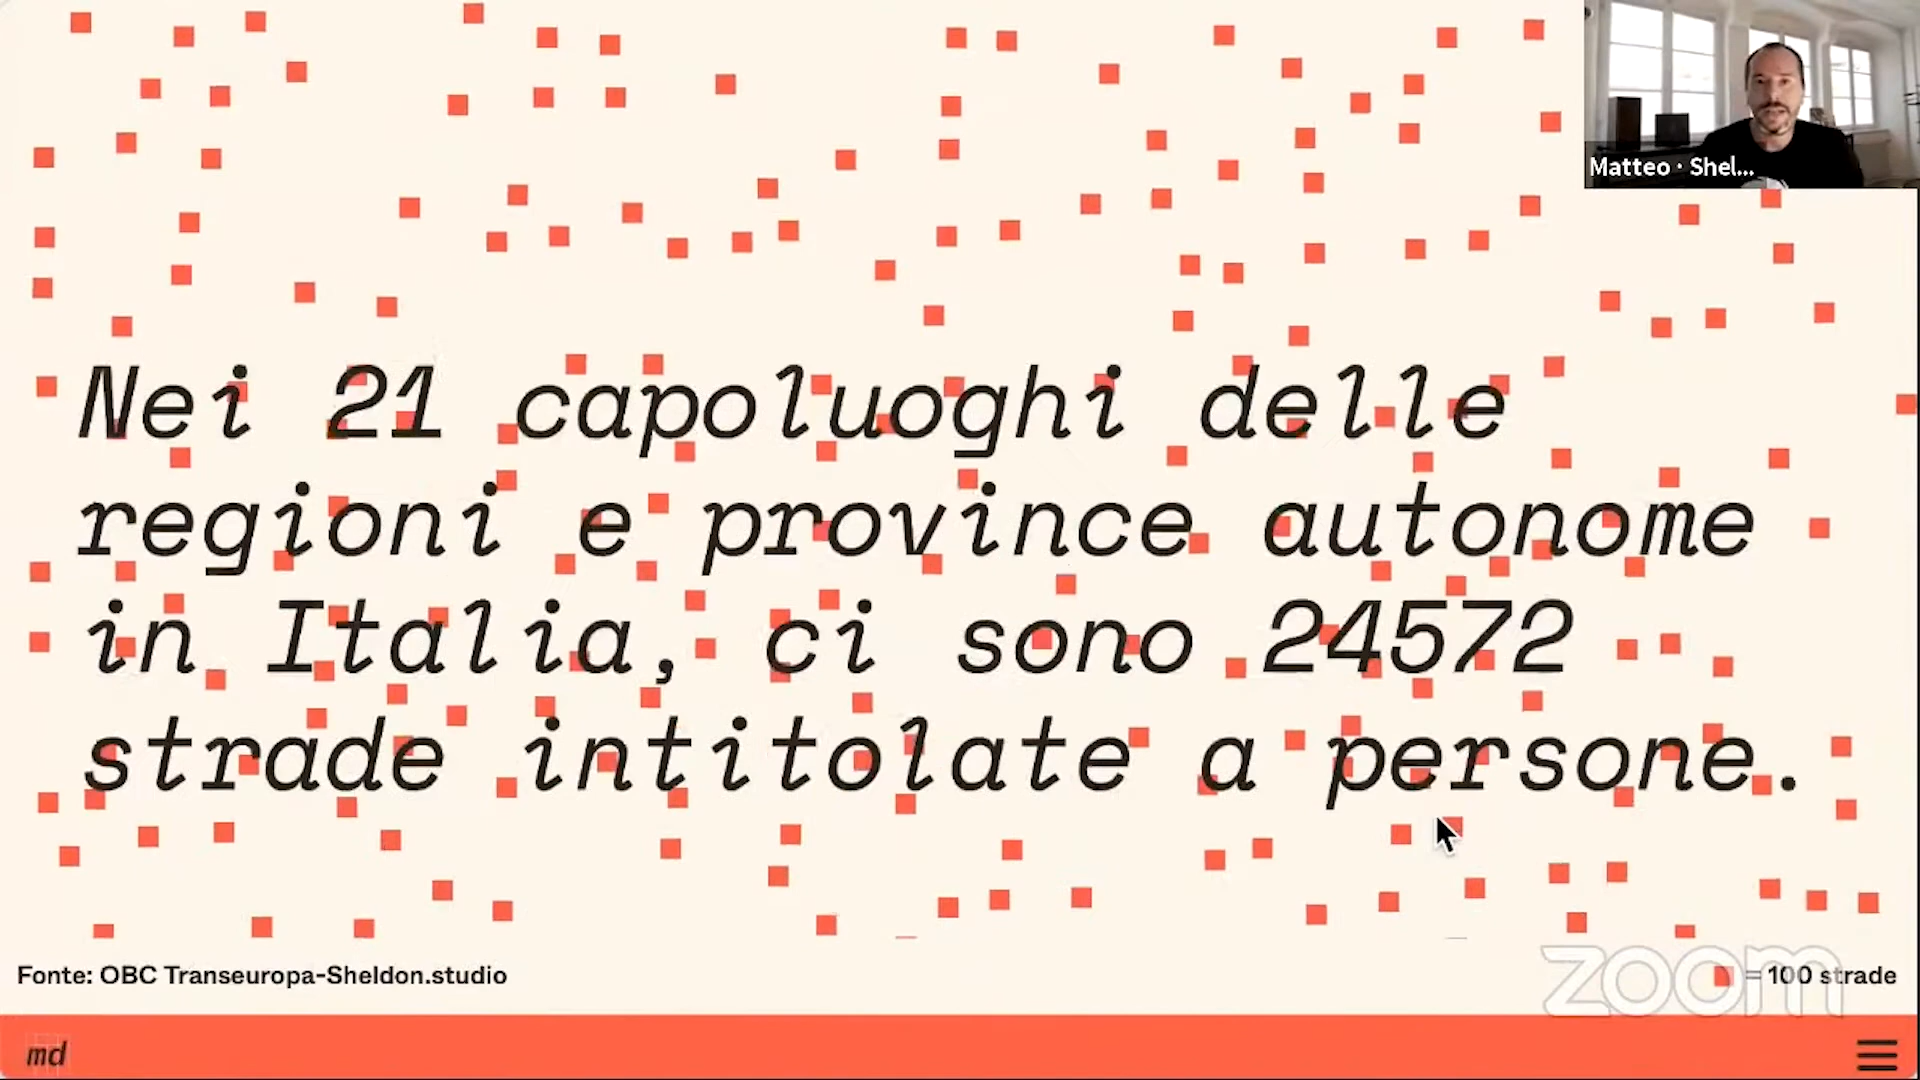 Matteo · Shel...
Nei 21 capoluoghi delle
regioni e province autonome
in Italia, ci sono 24572
strade intitolate a persone.
Fonte: OBC Transeuropa-Sheldon.studio
= 100 strade
zoom
md